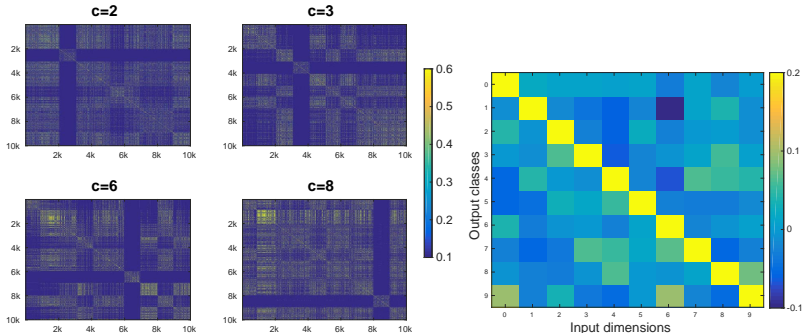 c=2
c=3
2k
4k
6k
8k
10k
2k
4k
6k
8k
10k
2k 4k 6k 8k 10k
2k 4k 6k 8k 10k
c=6
c=8
2k
4k
6k
8k
10k
2k
4k
6k
8k
10k
2k 4k 6k 8k 10k
2k 4k 6k 8k 10k
0.6
0.5
0.4
0.3
0.2
0.1
Output classes
0
1
2
3
4
5
6
7
8
9
0 1 2 3 4 5 6 7 8 9
Input dimensions
0.2
0.1
0
-0.1